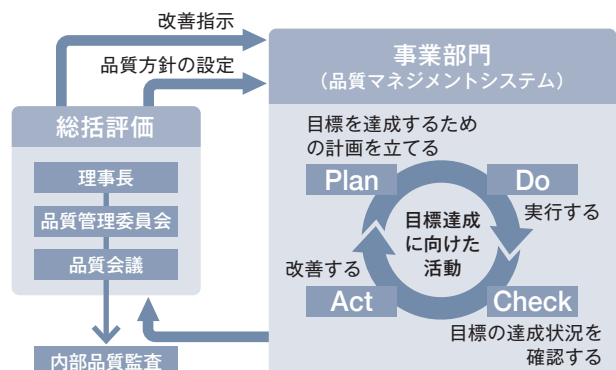 改善指示
品質方針の設定
総括評価
理事長
品質管理委員会
品質会議
内部品質監査
事業部門
(品質マネジメントシステム)
目標を達成するため
の計画を立てる
Plan
Do
実行する
目標達成
に向けた
活動
改善する
Act
Check
目標の達成状況を
確認する